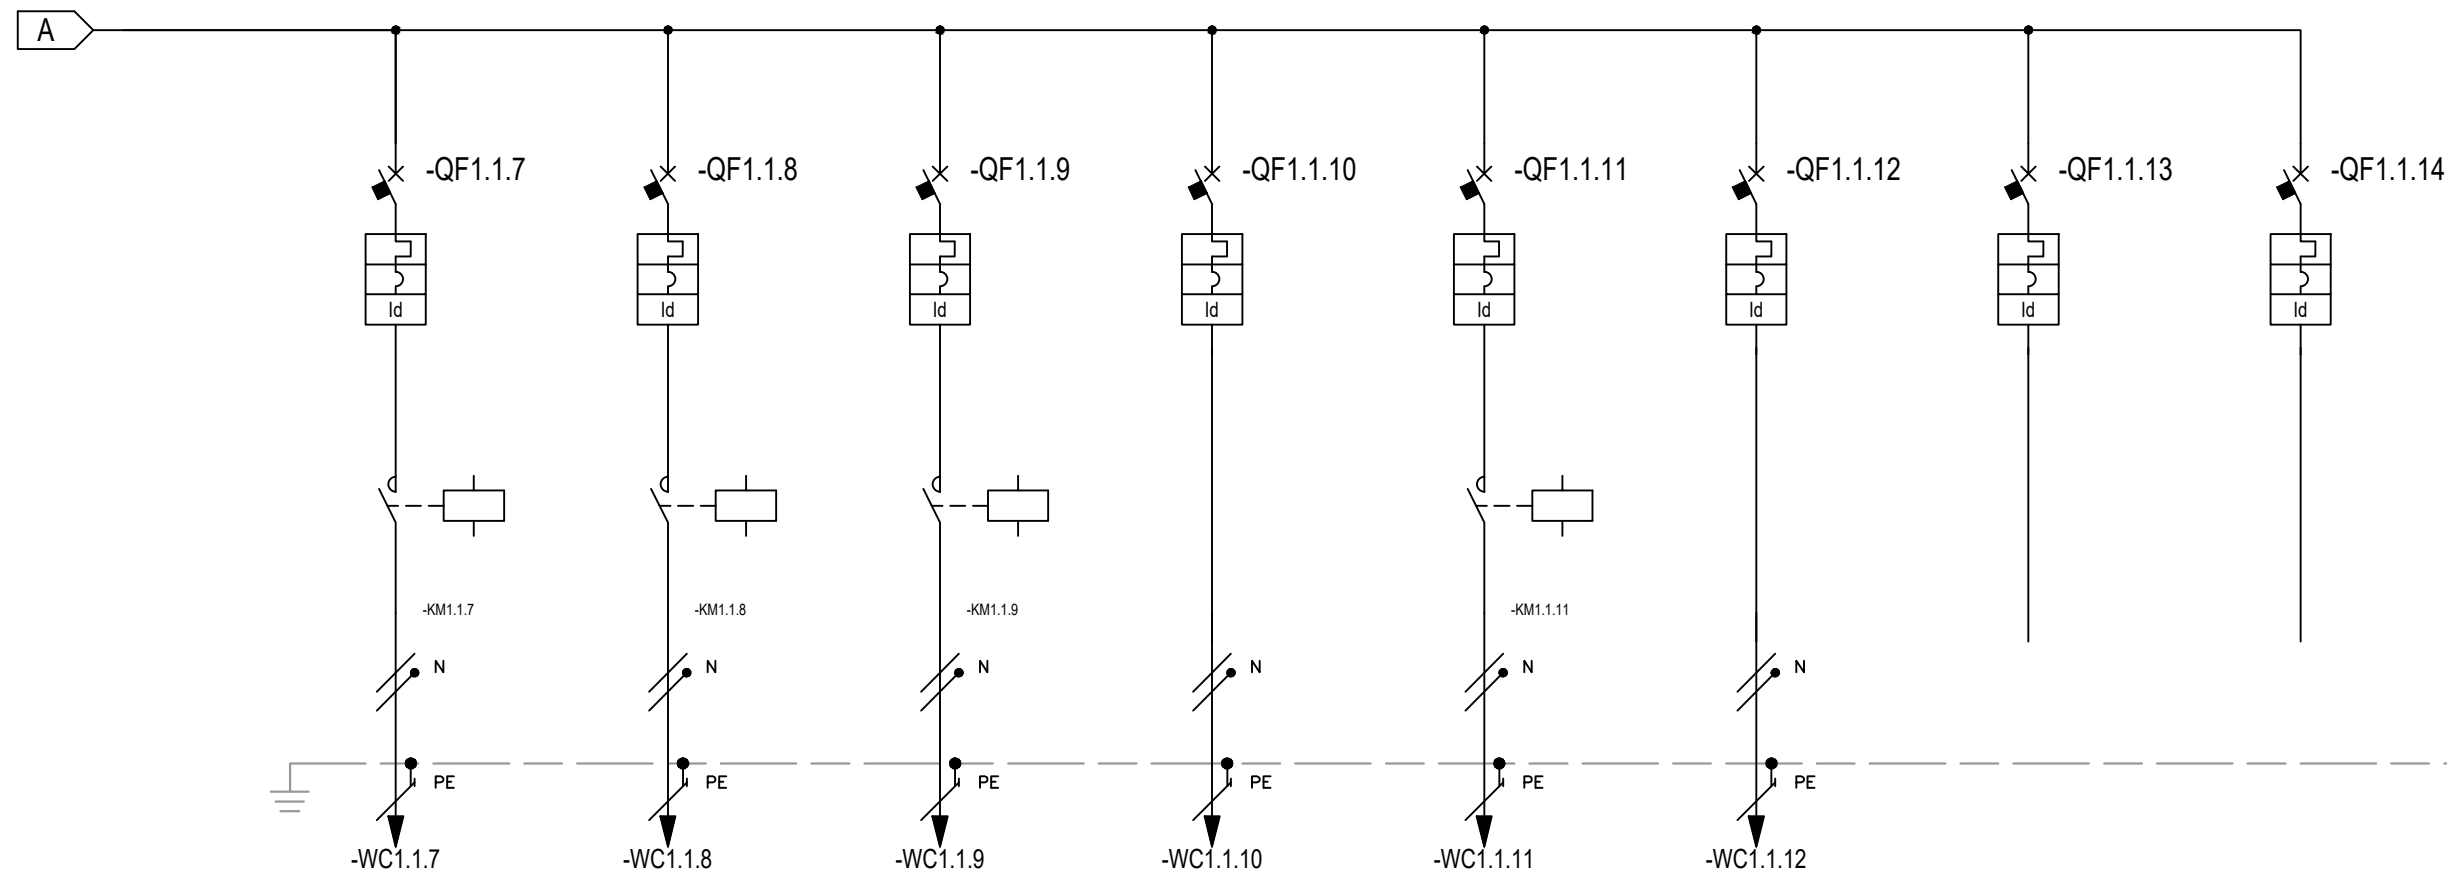 A
-QF1.1.7 -QF1.1.8 -QF1.1.9 -QF1.1.10 -QF1.1.11 -QF1.1.12 -QF1.1.13 -QF1.1.14
Id Id Id Id Id Id Id Id
-KM1.1.7 -KM1.1.8 -KM1.1.9 -KM1.1.11
N N N N N N
PE PE PE PE PE PE
-WC1.1.7 -WC1.1.8 -WC1.1.9 -WC1.1.10 -WC1.1.11 -WC1.1.12